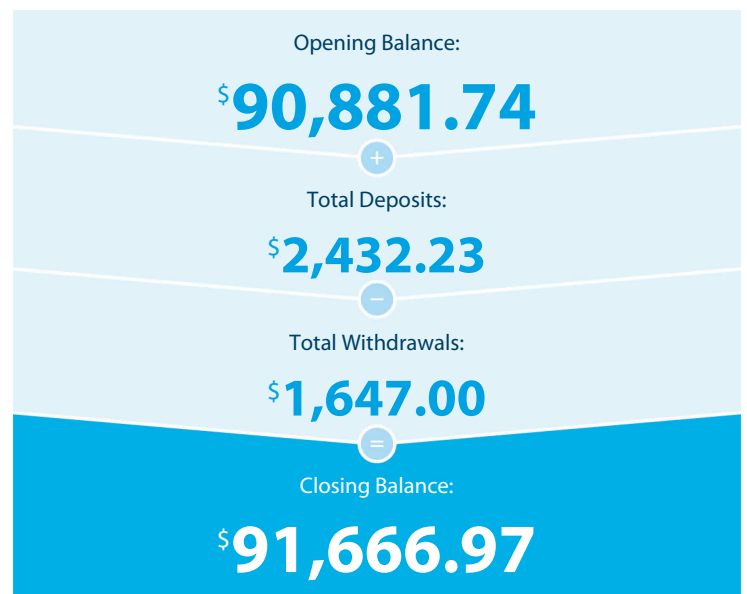 Opening Balance:
$90,881.74
+
Total Deposits:
$2,432.23
−
Total Withdrawals:
$1,647.00
=
Closing Balance:
$91,666.97